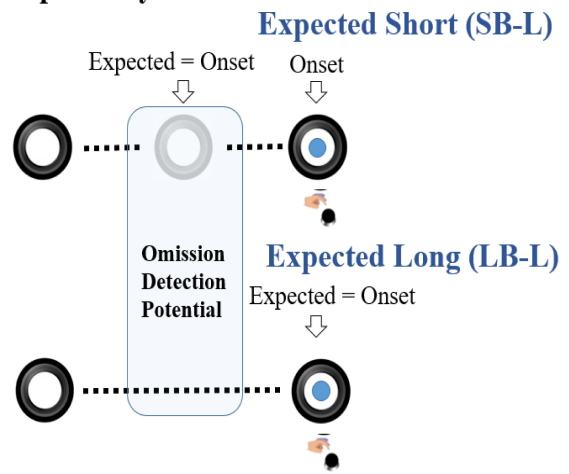 Expected Short (SB-L)
Expected = Onset
Onset
Omission
Detection
Potential
Expected Long (LB-L)
Expected = Onset